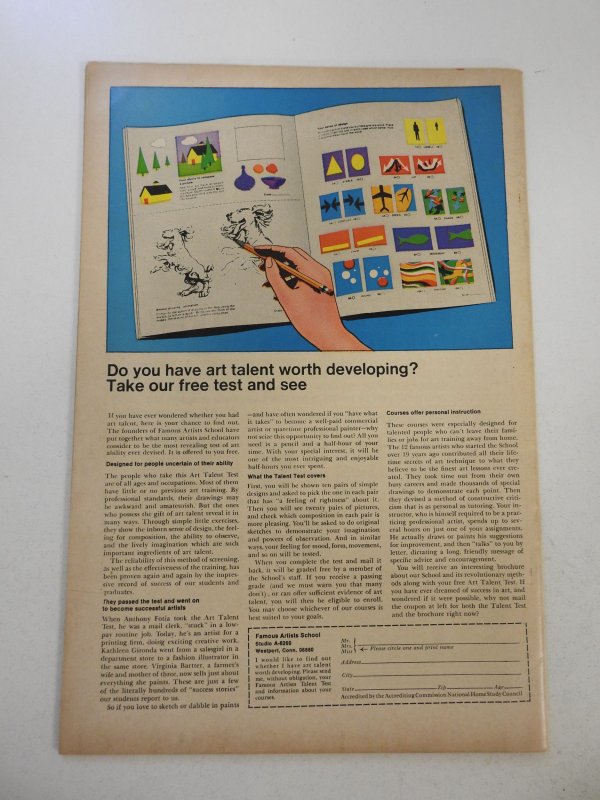 Do you have art talent worth developing?
Take our free test and see
If you have ever wondered whether you had
art talent, here is your chance to find out.
The founders of Famous Artists School have
put together what many artists and educators
consider to be the most revealing test of art
ability ever devised. It is offered to you free.
Designed for people uncertain of their ability
The people who take this Art Talent Test
are of all ages and occupations. Most of them
have little or no previous art training. By
professional standards, their drawings may
be awkward and amateurish. But the ones
who possess the gift of art talent reveal it in
many ways. Through simple little exercises,
they show the inborn sense of design, the feel-
ing for composition, the ability to observe,
and the lively imagination which are such
important ingredients of art talent.
The reliability of this method of screening,
as well as the effectiveness of the training, has
been proven again and again by the impres-
sive record of success of our students and
graduates.
They passed the test and went on
to become successful artists
When Anthony Fotia took the Art Talent
Test, he was a mail clerk, "stuck" in a low-
pay routine job. Today, he's an artist for a
printing firm, doing exciting creative work.
Kathleen Gironda went from a salesgirl in a
department store to a fashion illustrator in
the same store. Virginia Bartter, a farmer's
wife and mother of three, now sells just about
everything she paints. These are just a few
of the literally hundreds of "success stories"
our students report to us.
So if you love to sketch or dabble in paints
—and have often wondered if you "have what
it takes" to become a well-paid commercial
artist or sparetime professional painter—why
not seize this opportunity to find out! All you
need is a pencil and a half-hour of your
time. With your special interest, it will be
one of the most intriguing and enjoyable
half-hours you ever spent.
What the Talent Test covers
First, you will be shown ten pairs of simple
designs and asked to pick the one in each pair
that has "a feeling of rightness" about it.
Then you will see twenty pairs of pictures,
and check which composition in each pair is
more pleasing. You'll be asked to do original
sketches to demonstrate your imagination
and powers of observation. And in similar
ways, your feeling for mood, form, movement,
and so on will be tested.
When you complete the test and mail it
back, it will be graded free by a member of
the School's staff. If you receive a passing
grade (and we must warn you that many
don't), or can offer sufficient evidence of art
talent, you will then be eligible to enroll.
You may choose whichever of our courses is
best suited to your goals.
Courses offer personal instruction
These courses were especially designed for
talented people who can't leave their fami-
lies or jobs for art training away from home.
The 12 famous artists who started the School
over 19 years ago contributed all their life-
time secrets of art technique to what they
believe to be the finest art lessons ever cre-
ated. They took time out from their own
busy careers and made thousands of special
drawings to demonstrate each point. Then
they devised a method of constructive criti-
cism that is as personal as tutoring. Your in-
structor, who is himself required to be a prac-
ticing professional artist, spends up to sev-
eral hours on just one of your assignments.
He actually draws or paints his suggestions
for improvement, and then "talks" to you by
letter, dictating a long, friendly message of
specific advice and encouragement.
You will receive an interesting brochure
about our School and its revolutionary meth-
ods along with your free Art Talent Test. If
you have ever dreamed of success in art, and
wondered if it were possible, why not mail
the coupon at left for both the Talent Test
and the brochure right now?
Famous Artists School
Studio A-8266
Westport, Conn. 06880
I would like to find out
whether I have art talent
worth developing. Please send
me, without obligation, your
Famous Artists Talent Test
and information about your
courses.
Mr.
Mrs.
Miss
Please circle one and print name
Address
City
State Zip Age
Accredited by the Accrediting Commission National Home Study Council